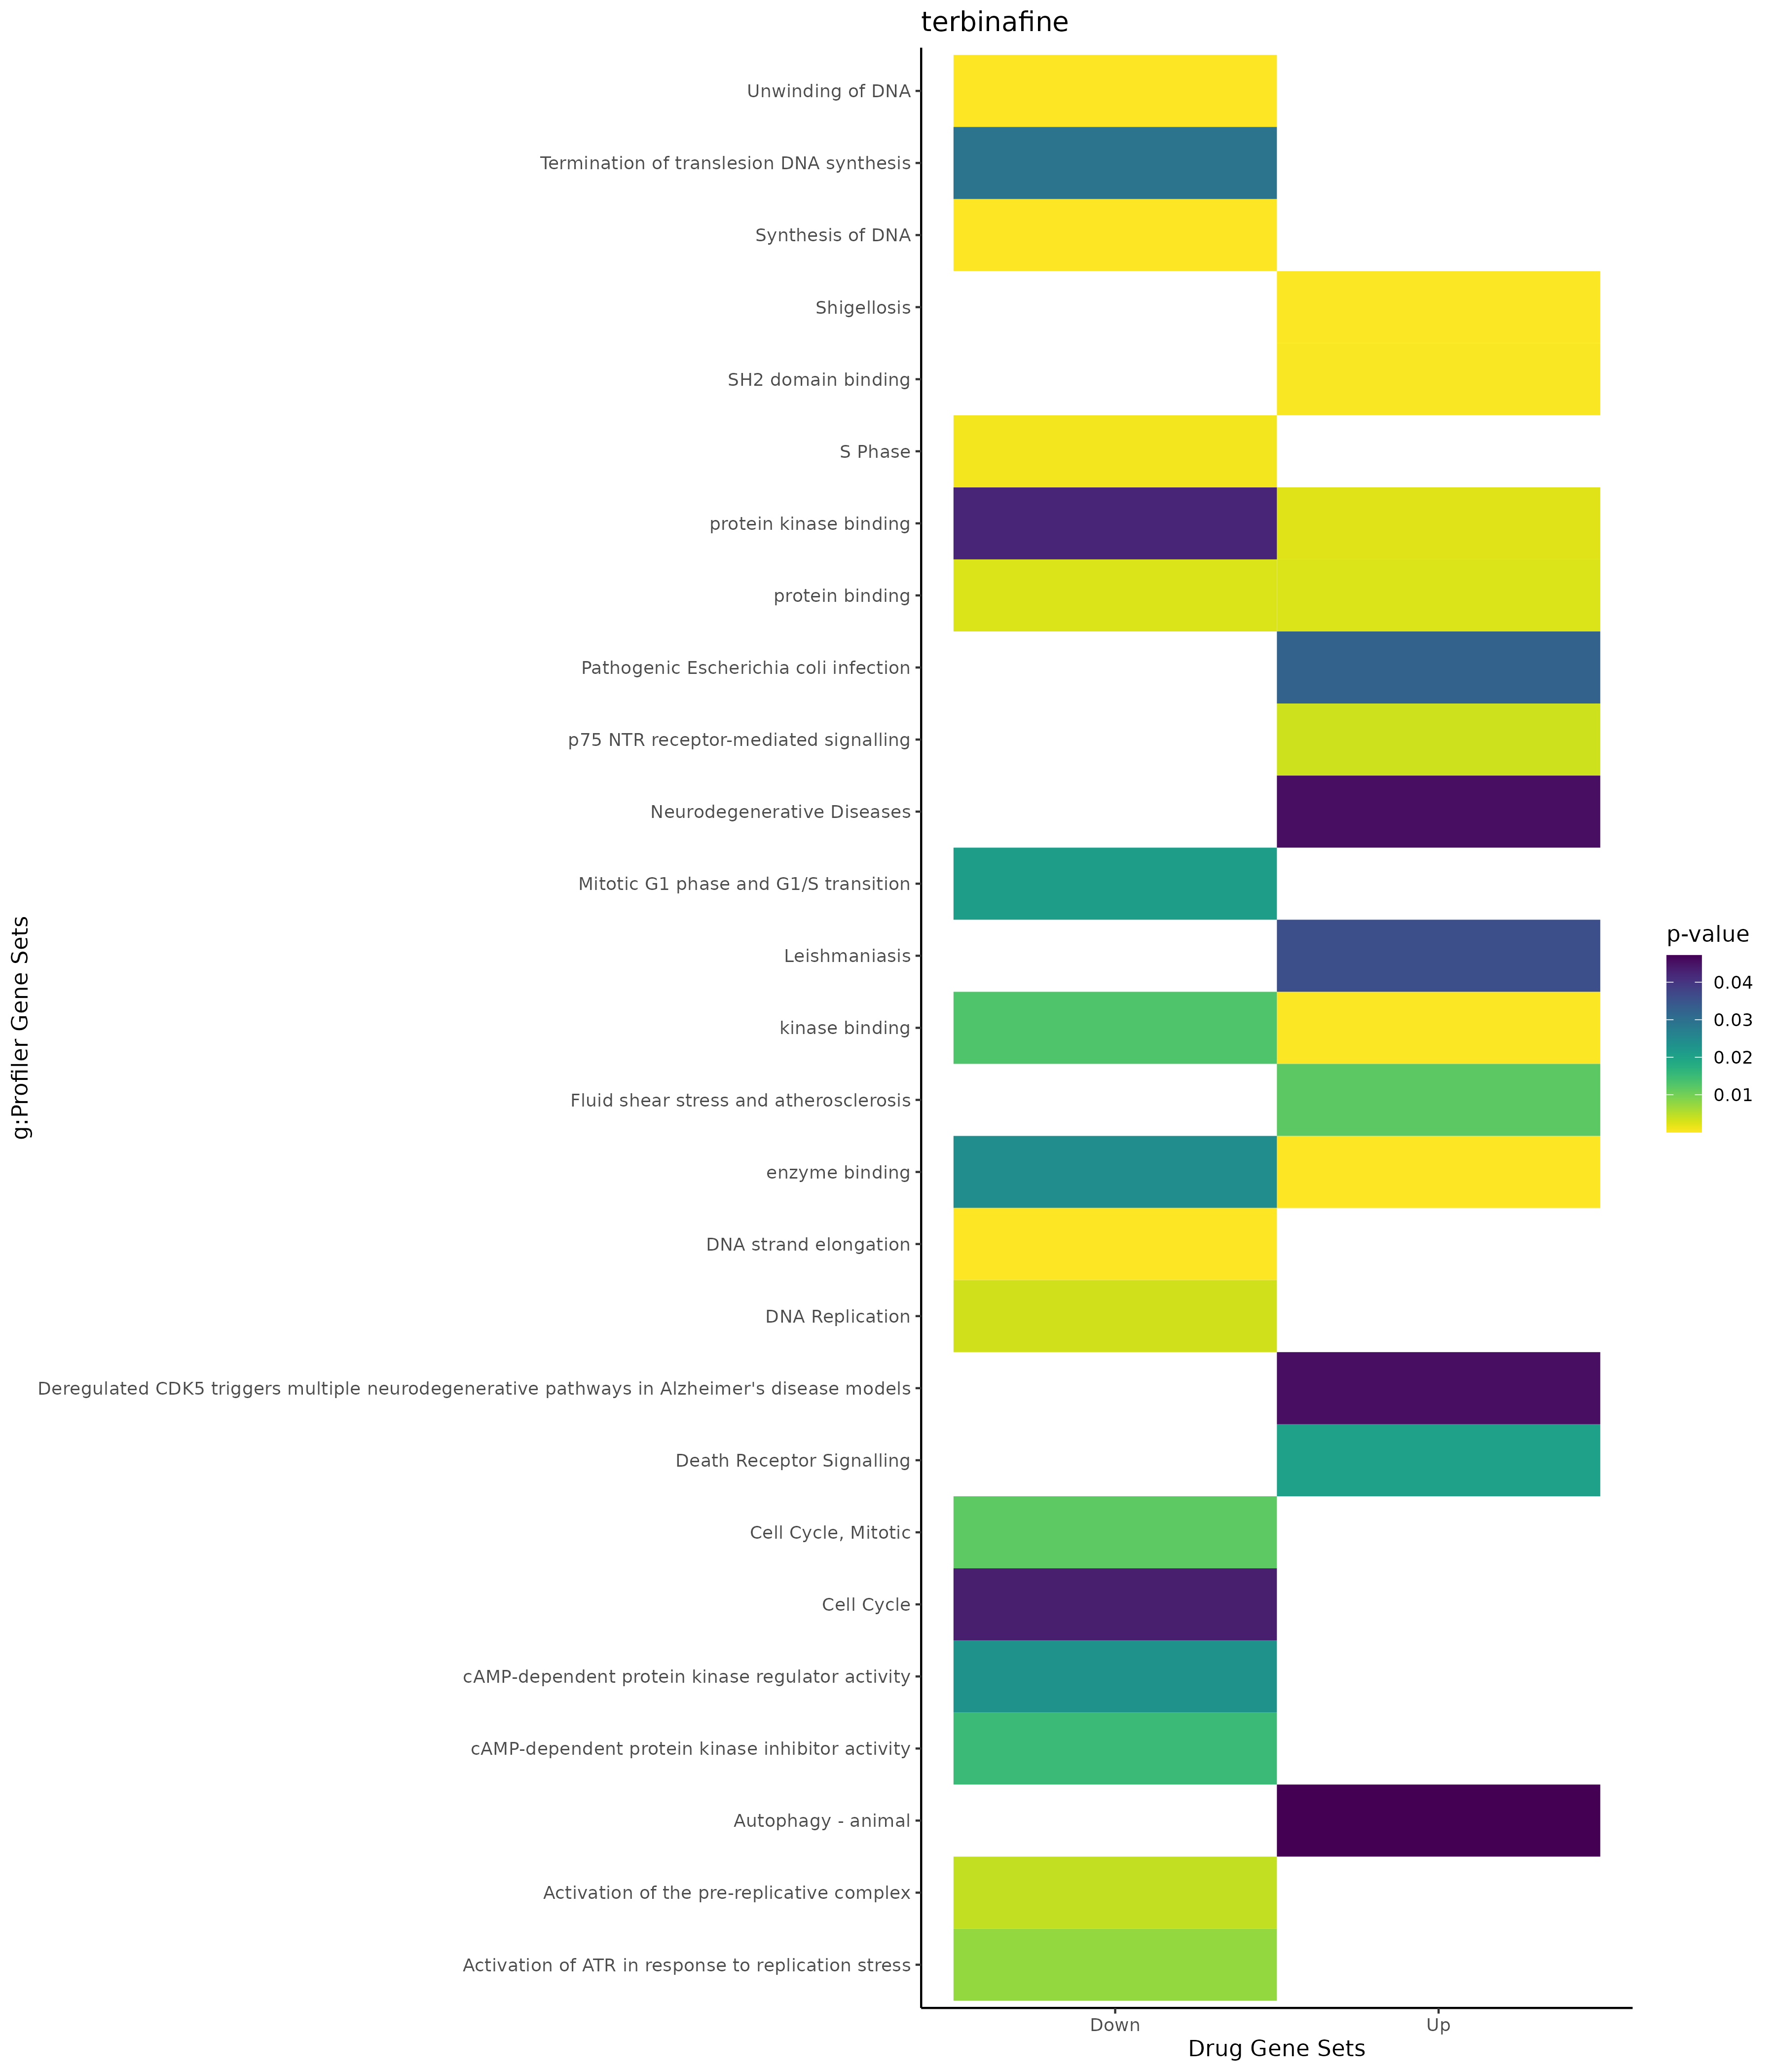 terbinafine
Unwinding of DNA
Termination of translesion DNA synthesis
Synthesis of DNA
Shigellosis
SH2 domain binding
S Phase
protein kinase binding
protein binding
Pathogenic Escherichia coli infection
p75 NTR receptor-mediated signalling
Neurodegenerative Diseases
Mitotic G1 phase and G1/S transition
Leishmaniasis
kinase binding
Fluid shear stress and atherosclerosis
enzyme binding
DNA strand elongation
DNA Replication
Deregulated CDK5 triggers multiple neurodegenerative pathways in Alzheimer's disease models
Death Receptor Signalling
Cell Cycle, Mitotic
Cell Cycle
cAMP-dependent protein kinase regulator activity
cAMP-dependent protein kinase inhibitor activity
Autophagy - animal
Activation of the pre-replicative complex
Activation of ATR in response to replication stress
g:Profiler Gene Sets
Down Up
Drug Gene Sets
p-value
0.04
0.03
0.02
0.01